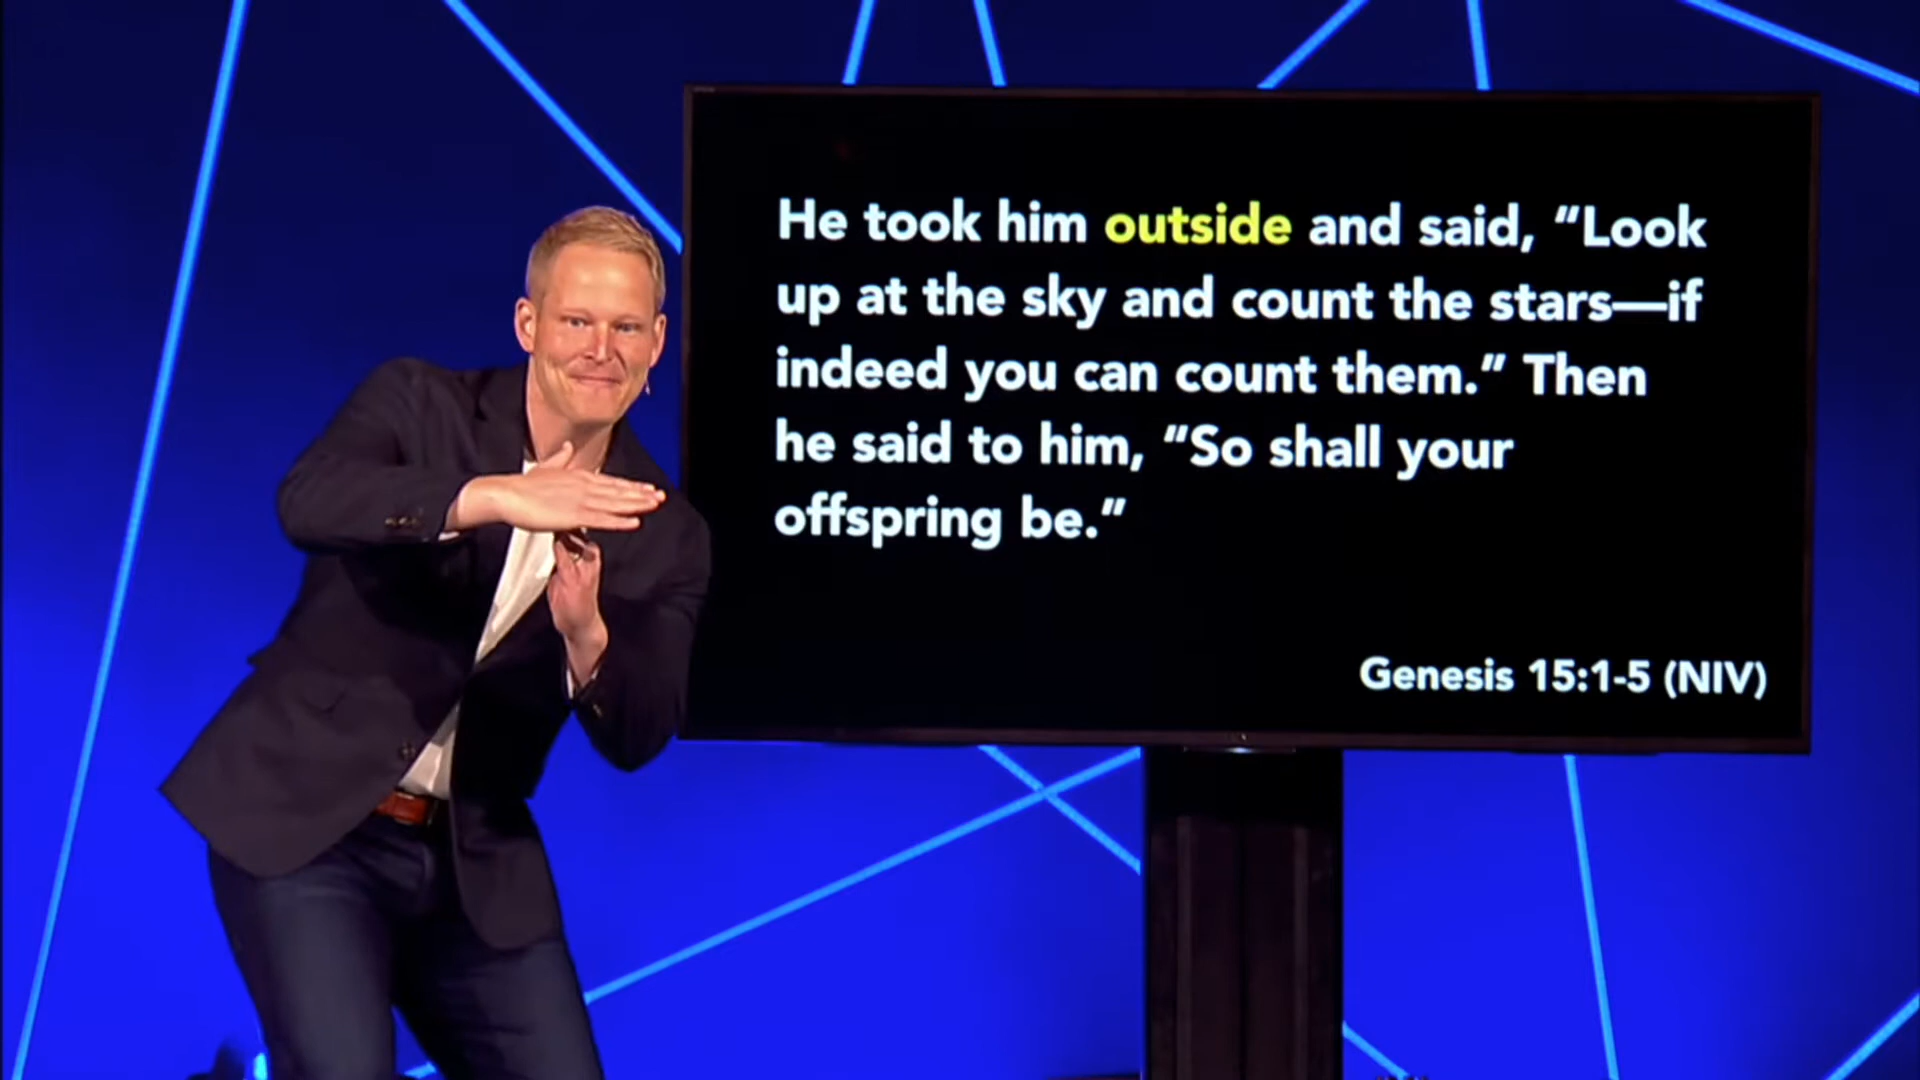 He took him outside and said, “Look
up at the sky and count the stars—if
indeed you can count them.” Then
he said to him, “So shall your
offspring be.”
Genesis 15:1-5 (NIV)